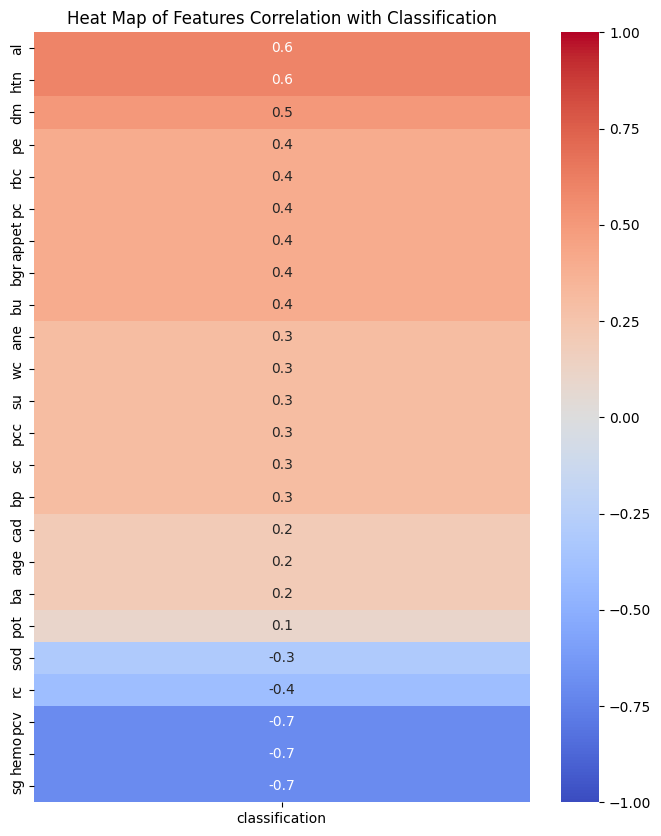 Heat Map of Features Correlation with Classification
al 0.6
htn 0.6
dm 0.5
pe 0.4
rbc 0.4
pc 0.4
appet 0.4
bgr 0.4
bu 0.4
ane 0.3
wc 0.3
su 0.3
pcc 0.3
sc 0.3
bp 0.3
cad 0.2
age 0.2
ba 0.2
pot 0.1
sod -0.3
rc -0.4
pcv -0.7
hemo -0.7
sg -0.7
classification
1.00
0.75
0.50
0.25
0.00
−0.25
−0.50
−0.75
−1.00